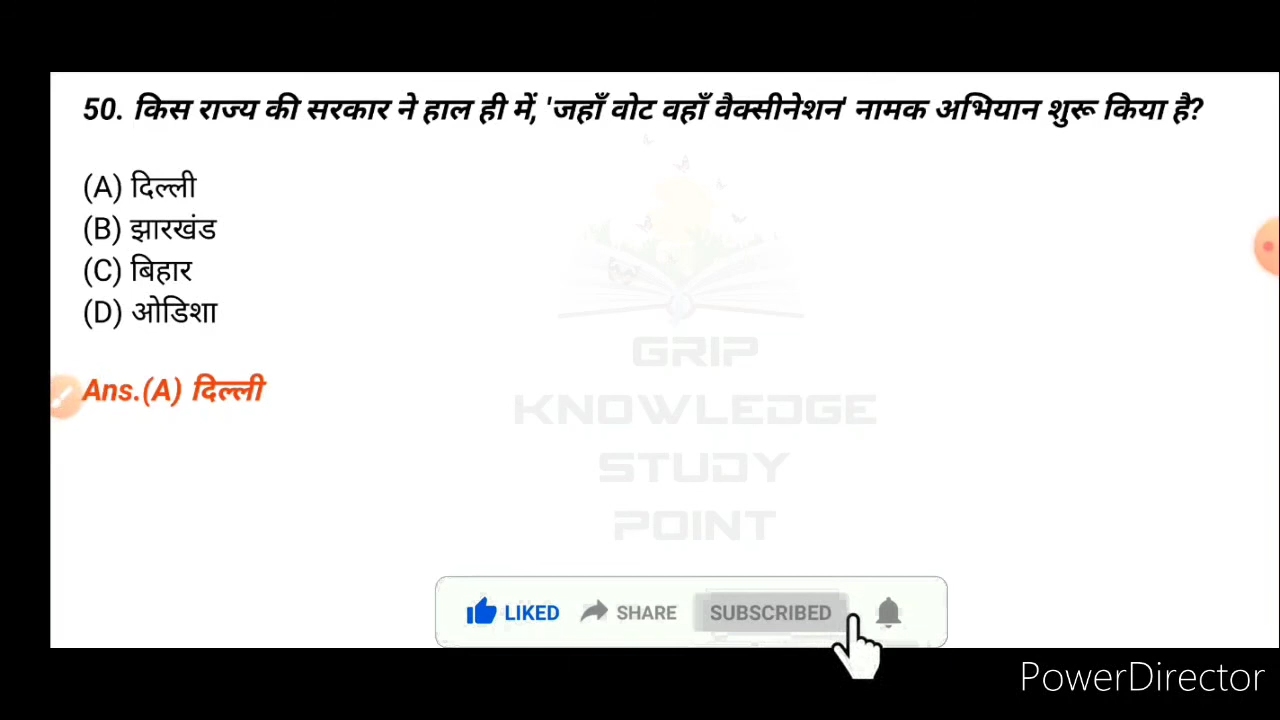 50. किस राज्य की सरकार ने हाल ही में, 'जहाँ वोट वहाँ वैक्सीनेशन' नामक अभियान शुरू किया है?
(A) दिल्ली
(B) झारखंड
(C) बिहार
(D) ओडिशा
Ans.(A) दिल्ली
GRIP
KNOWLEDGE
STUDY
POINT
LIKED SHARE SUBSCRIBED
PowerDirector